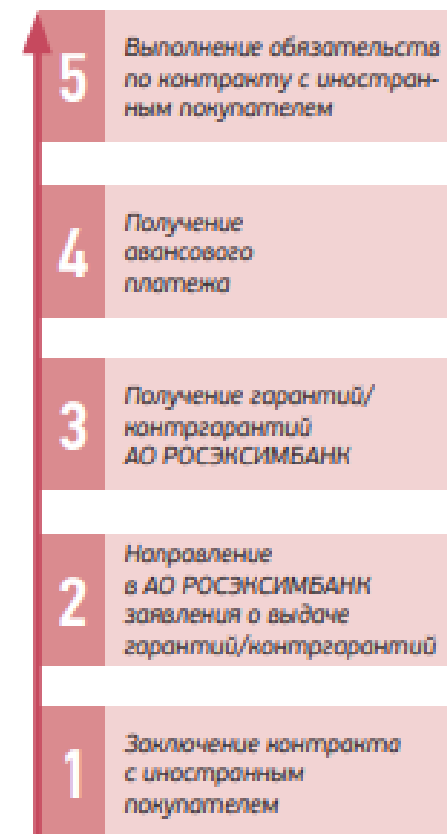 5
Выполнение обязательств
по контракту с иностран-
ным покупателем
4
Получение
авансового
платежа
3
Получение гарантий/
контргарантий
АО РОСЭКСИМБАНК
2
Направление
в АО РОСЭКСИМБАНК
заявления о выдаче
гарантий/контргарантий
1
Заключение контракта
с иностранным
покупателем